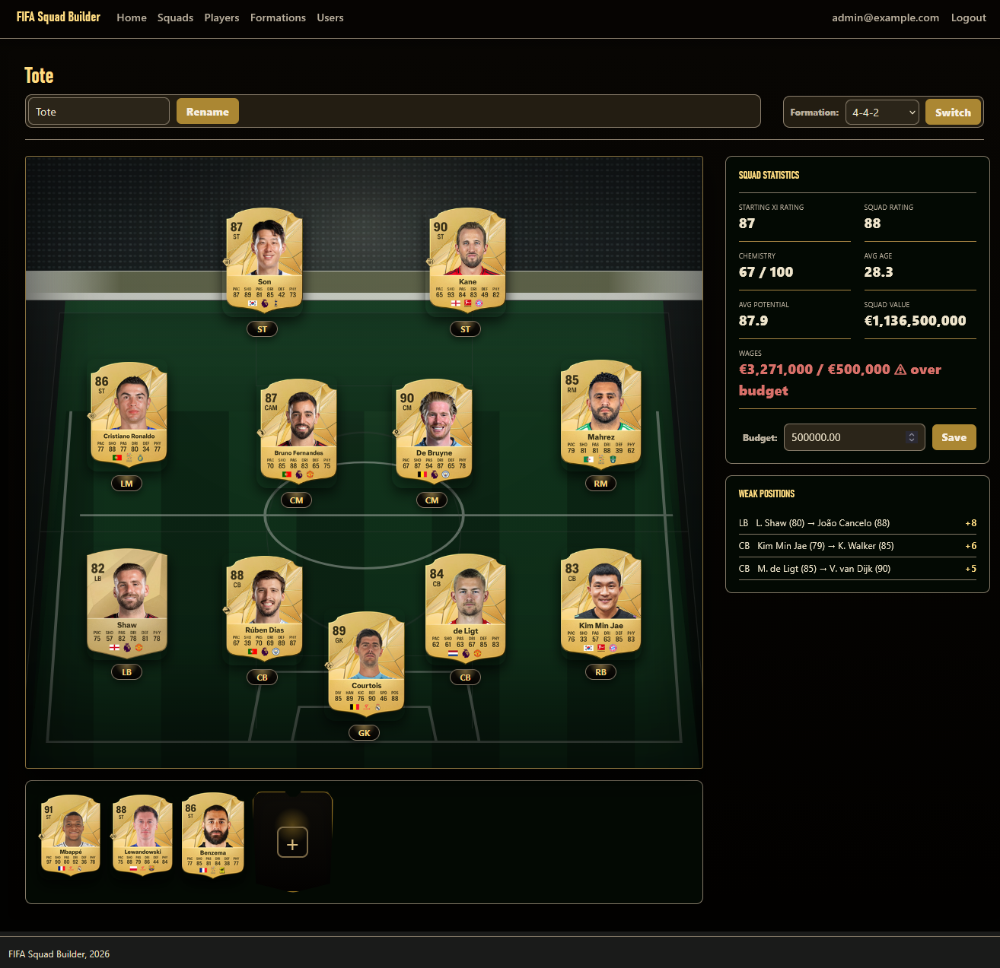 FIFA Squad Builder Home Squads Players Formations Users admin@example.com Logout
Tote
Tote Rename Formation: 4-4-2 Switch
87
ST
Son
PAC SHO PAS DRI DEF PHY
87 89 81 85 42 73
ST
90
ST
Kane
PAC SHO PAS DRI DEF PHY
65 93 84 83 49 82
ST
86
ST
Cristiano Ronaldo
PAC SHO PAS DRI DEF PHY
77 88 77 80 34 77
LM
87
CAM
Bruno Fernandes
PAC SHO PAS DRI DEF PHY
70 85 88 83 65 75
CM
90
CM
De Bruyne
PAC SHO PAS DRI DEF PHY
67 87 94 87 65 78
CM
85
RM
Mahrez
PAC SHO PAS DRI DEF PHY
79 81 81 88 39 62
RM
82
LB
Shaw
PAC SHO PAS DRI DEF PHY
75 57 82 78 81 78
LB
88
CB
Rúben Dias
PAC SHO PAS DRI DEF PHY
67 39 70 69 89 87
CB
89
GK
Courtois
DIV HAN KIC REF SPD POS
85 89 76 90 46 88
GK
84
CB
de Ligt
PAC SHO PAS DRI DEF PHY
62 61 63 67 85 83
CB
83
CB
Kim Min Jae
PAC SHO PAS DRI DEF PHY
76 33 57 63 85 83
RB
91
ST
Mbappé
PAC SHO PAS DRI DEF PHY
97 90 80 92 36 78
88
ST
Lewandowski
PAC SHO PAS DRI DEF PHY
75 88 79 86 44 84
86
ST
Benzema
PAC SHO PAS DRI DEF PHY
77 85 81 84 38 77
+
SQUAD STATISTICS
STARTING XI RATING SQUAD RATING
87 88
CHEMISTRY AVG AGE
67 / 100 28.3
AVG POTENTIAL SQUAD VALUE
87.9 €1,136,500,000
WAGES
€3,271,000 / €500,000 ⚠ over
budget
Budget: 500000.00 Save
WEAK POSITIONS
LB L. Shaw (80) → João Cancelo (88) +8
CB Kim Min Jae (79) → K. Walker (85) +6
CB M. de Ligt (85) → V. van Dijk (90) +5
FIFA Squad Builder, 2026